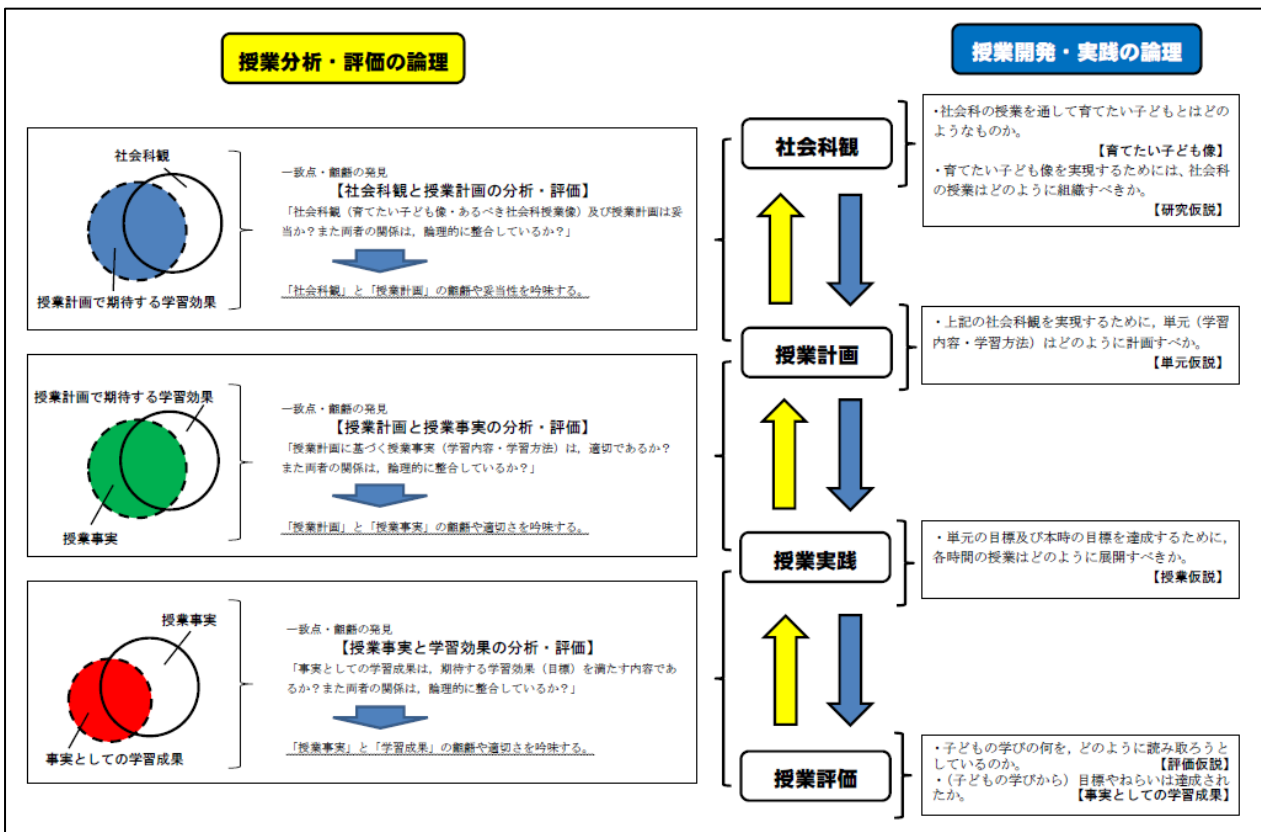 授業分析・評価の論理
授業開発・実践の論理
社会科観
授業計画で期待する学習効果
一致点・齟齬の発見
【社会科観と授業計画の分析・評価】
「社会科観（育てたい子ども像・あるべき社会科授業像）及び授業計画は妥
当か？また両者の関係は，論理的に整合しているか？」
「社会科観」と「授業計画」の齟齬や妥当性を吟味する。
授業計画で期待する学習効果
授業事実
一致点・齟齬の発見
【授業計画と授業事実の分析・評価】
「授業計画に基づく授業事実（学習内容・学習方法）は，適切であるか？
また両者の関係は，論理的に整合しているか？」
「授業計画」と「授業事実」の齟齬や適切さを吟味する。
授業事実
事実としての学習成果
一致点・齟齬の発見
【授業事実と学習効果の分析・評価】
「事実としての学習成果は，期待する学習効果（目標）を満たす内容であ
るか？また両者の関係は，論理的に整合しているか？」
「授業事実」と「学習成果」の齟齬や適切さを吟味する。
社会科観
授業計画
授業実践
授業評価
・社会科の授業を通して育てたい子どもとはどの
ようなものか。
【育てたい子ども像】
・育てたい子ども像を実現するためには、社会科
の授業はどのように組織すべきか。
【研究仮説】
・上記の社会科観を実現するために，単元（学習
内容・学習方法）はどのように計画すべか。
【単元仮説】
・単元の目標及び本時の目標を達成するために，
各時間の授業はどのように展開すべきか。
【授業仮説】
・子どもの学びの何を，どのように読み取ろうと
しているのか。 【評価仮説】
・（子どもの学びから）目標やねらいは達成され
たか。 【事実としての学習成果】